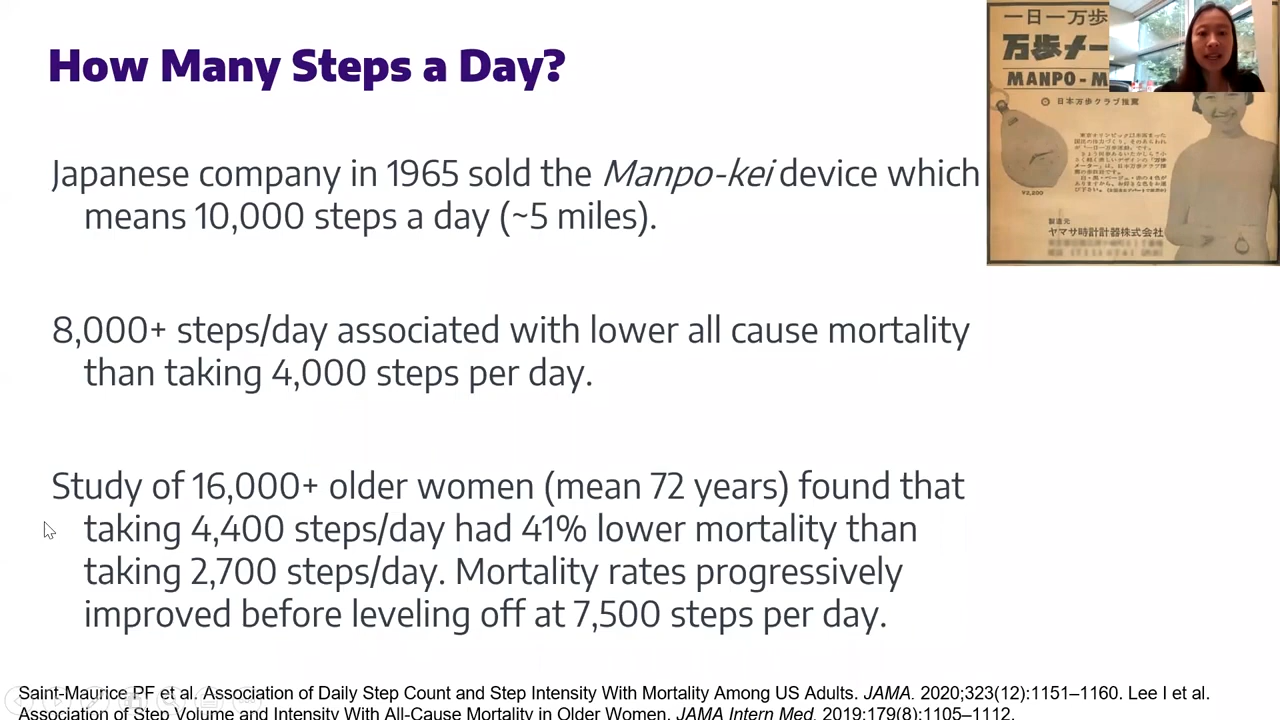 How Many Steps a Day?
Japanese company in 1965 sold the Manpo-kei device which
means 10,000 steps a day (~5 miles).
8,000+ steps/day associated with lower all cause mortality
than taking 4,000 steps per day.
Study of 16,000+ older women (mean 72 years) found that
taking 4,400 steps/day had 41% lower mortality than
taking 2,700 steps/day. Mortality rates progressively
improved before leveling off at 7,500 steps per day.
Saint-Maurice PF et al. Association of Daily Step Count and Step Intensity With Mortality Among US Adults. JAMA. 2020;323(12):1151–1160. Lee I et al.
Association of Step Volume and Intensity With All-Cause Mortality in Older Women. JAMA Intern Med. 2019;179(8):1105–1112.
一日一万歩
万歩メー
MANPO-M
日本万歩クラブ推薦
¥2,200
製造元
ヤマサ時計計器株式会社